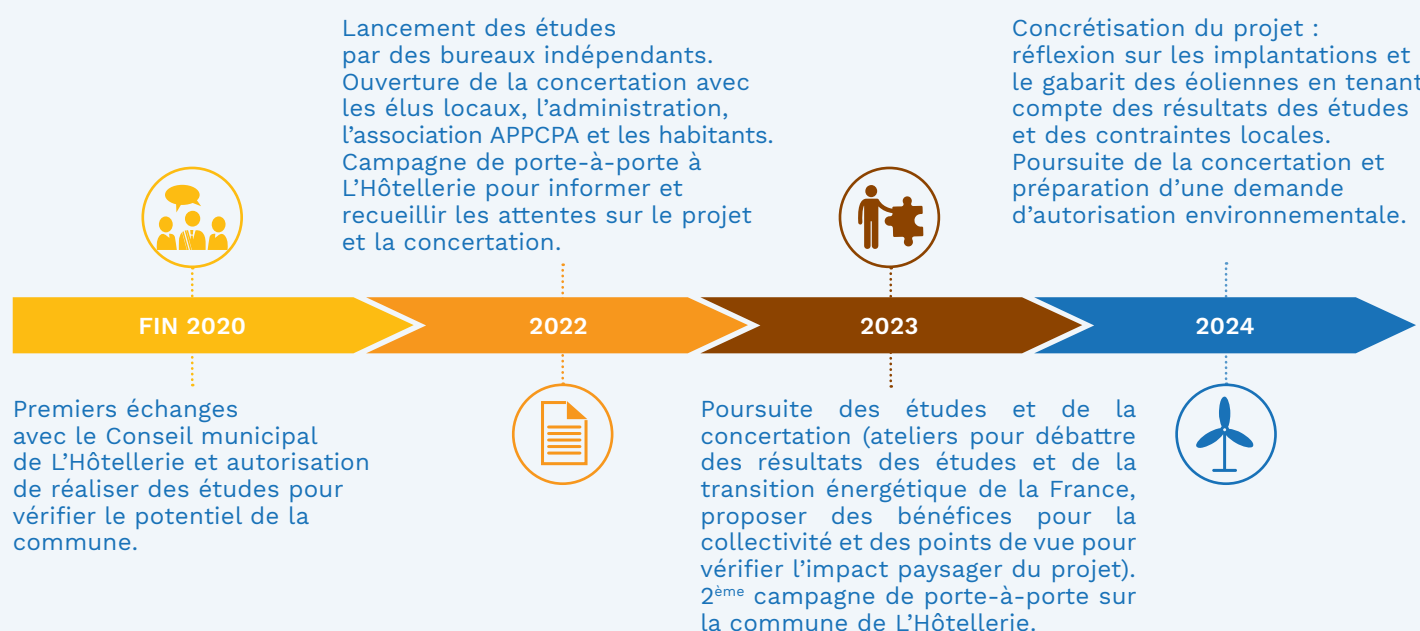 Lancement des études
par des bureaux indépendants.
Ouverture de la concertation avec
les élus locaux, l’administration,
l’association APPCPA et les habitants.
Campagne de porte-à-porte à
L’Hôtellerie pour informer et
recueillir les attentes sur le projet
et la concertation.
Concrétisation du projet :
réflexion sur les implantations et
le gabarit des éoliennes en tenant
compte des résultats des études
et des contraintes locales.
Poursuite de la concertation et
préparation d’une demande
d’autorisation environnementale.
FIN 2020
2022
2023
2024
Premiers échanges
avec le Conseil municipal
de L’Hôtellerie et autorisation
de réaliser des études pour
vérifier le potentiel de la
commune.
Poursuite des études et de la
concertation (ateliers pour débattre
des résultats des études et de la
transition énergétique de la France,
proposer des bénéfices pour la
collectivité et des points de vue pour
vérifier l’impact paysager du projet).
2ème campagne de porte-à-porte sur
la commune de L’Hôtellerie.